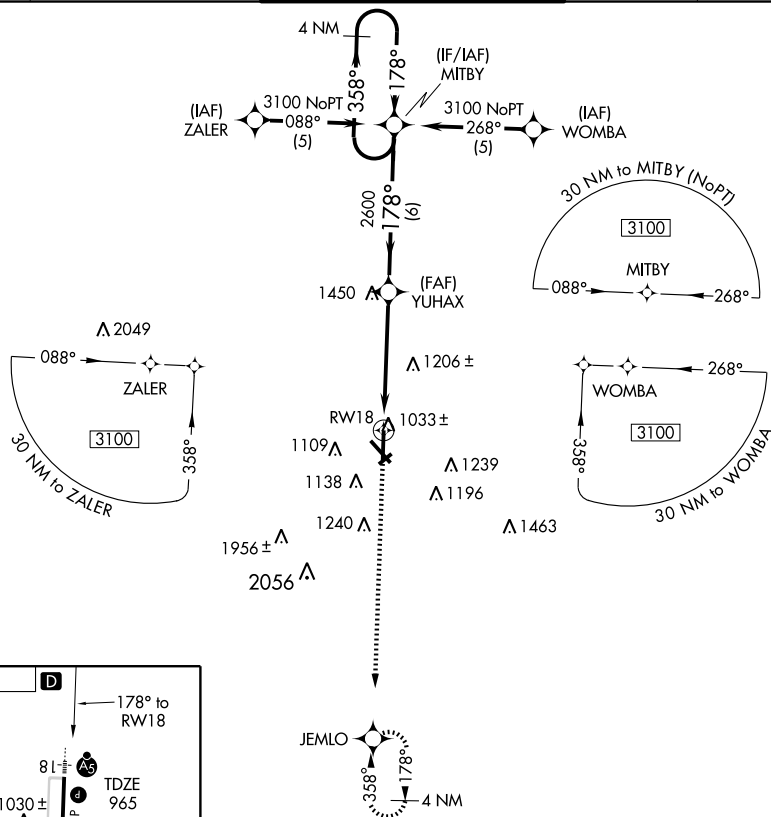 4 NM
358°
178°
(IF/IAF)
MITBY
(IAF)
ZALER
3100 NoPT
088°
(5)
3100 NoPT
268°
(5)
(IAF)
WOMBA
2600
178°
(6)
30 NM to MITBY (NoPT)
3100
MITBY
088°
268°
1450
(FAF)
YUHAX
2049
088°
ZALER
3100
358°
30 NM to ZALER
1206 ±
268°
WOMBA
3100
358°
30 NM to WOMBA
RW18
1033 ±
1109
1239
1138
1196
1240
1463
1956 ±
2056
D
178° to
RW18
18
A5
TDZE
965
P
1030 ±
P
JEMLO
358°
178°
4 NM